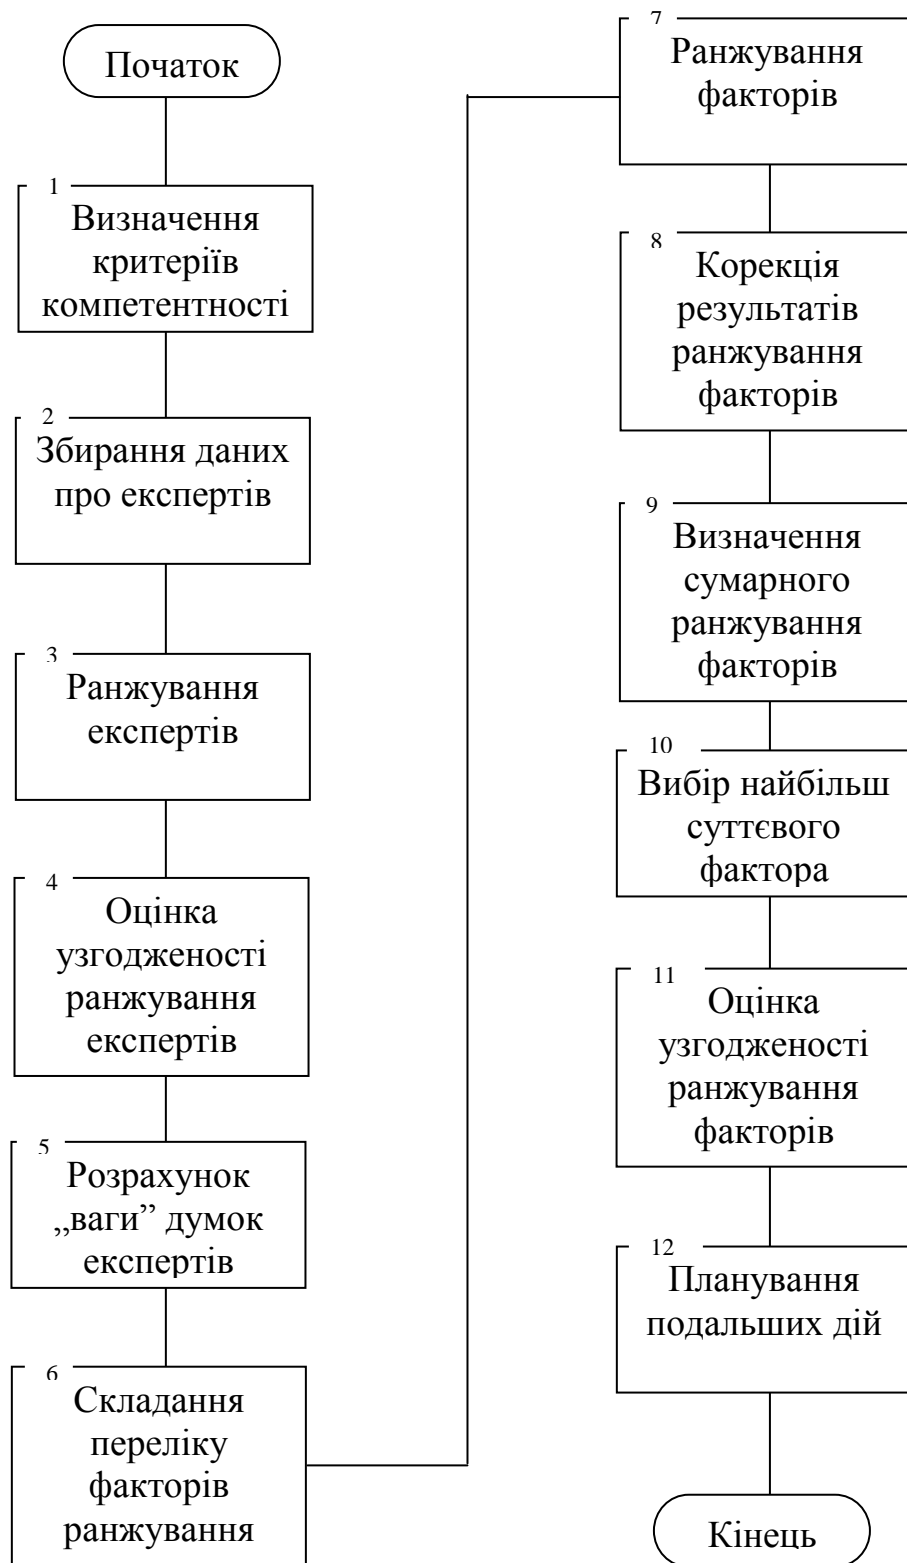 Початок
1
Визначення
критеріїв
компетентності
2
Збирання даних
про експертів
3
Ранжування
експертів
4
Оцінка
узгодженості
ранжування
експертів
5
Розрахунок
„ваги” думок
експертів
6
Складання
переліку
факторів
ранжування
7
Ранжування
факторів
8
Корекція
результатів
ранжування
факторів
9
Визначення
сумарного
ранжування
факторів
10
Вибір найбільш
суттєвого
фактора
11
Оцінка
узгодженості
ранжування
факторів
12
Планування
подальших дій
Кінець